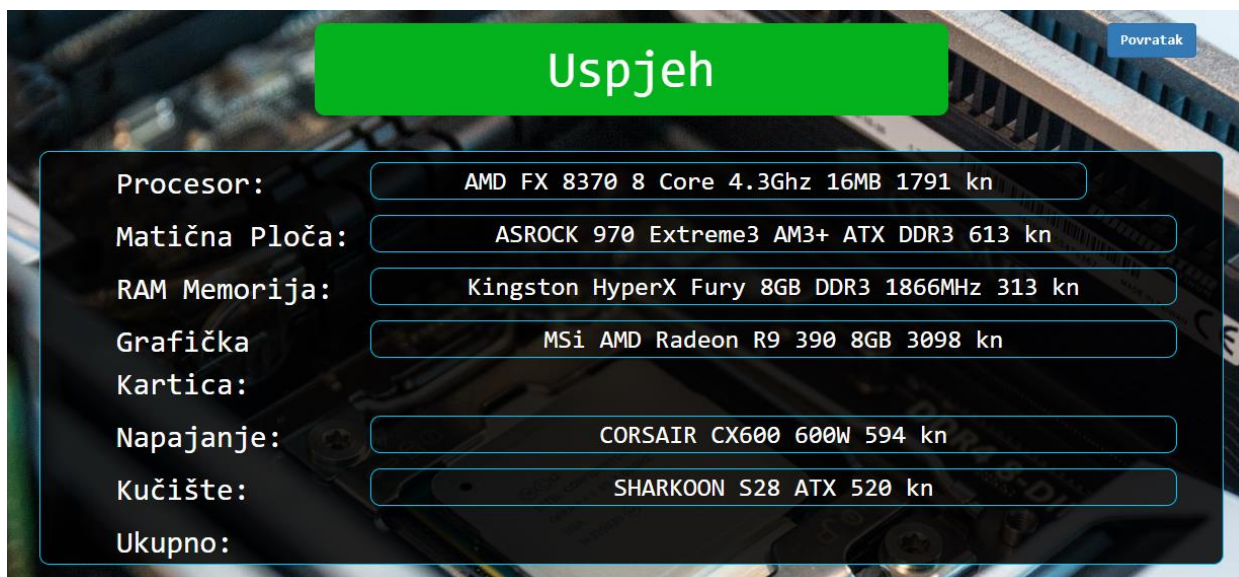 Povratak
Uspjeh
Procesor: AMD FX 8370 8 Core 4.3Ghz 16MB 1791 kn
Matična Ploča: ASROCK 970 Extreme3 AM3+ ATX DDR3 613 kn
RAM Memorija: Kingston HyperX Fury 8GB DDR3 1866MHz 313 kn
Grafička MSi AMD Radeon R9 390 8GB 3098 kn
Kartica:
Napajanje: CORSAIR CX600 600W 594 kn
Kučište: SHARKOON S28 ATX 520 kn
Ukupno: